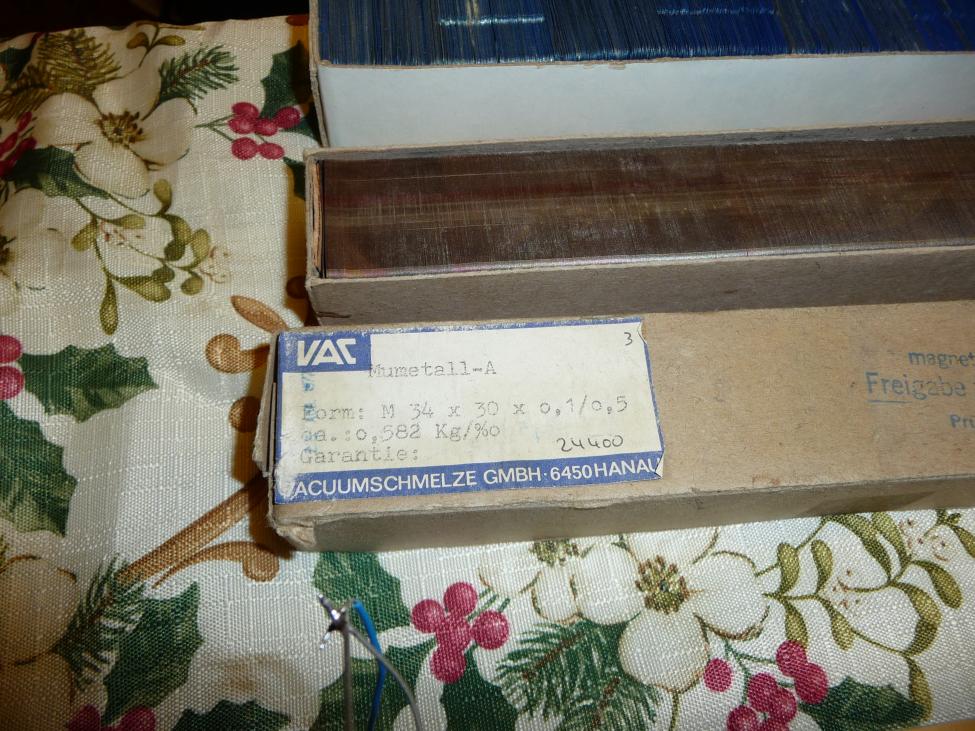 VAC
3
Mumetall-A
Form: M 34 x 30 x 0,1/0,5
ca.:0,582 Kg/%o
24400
Garantie:
VACUUMSCHMELZE GMBH·6450 HANAU
magnet
Freigabe
Pr